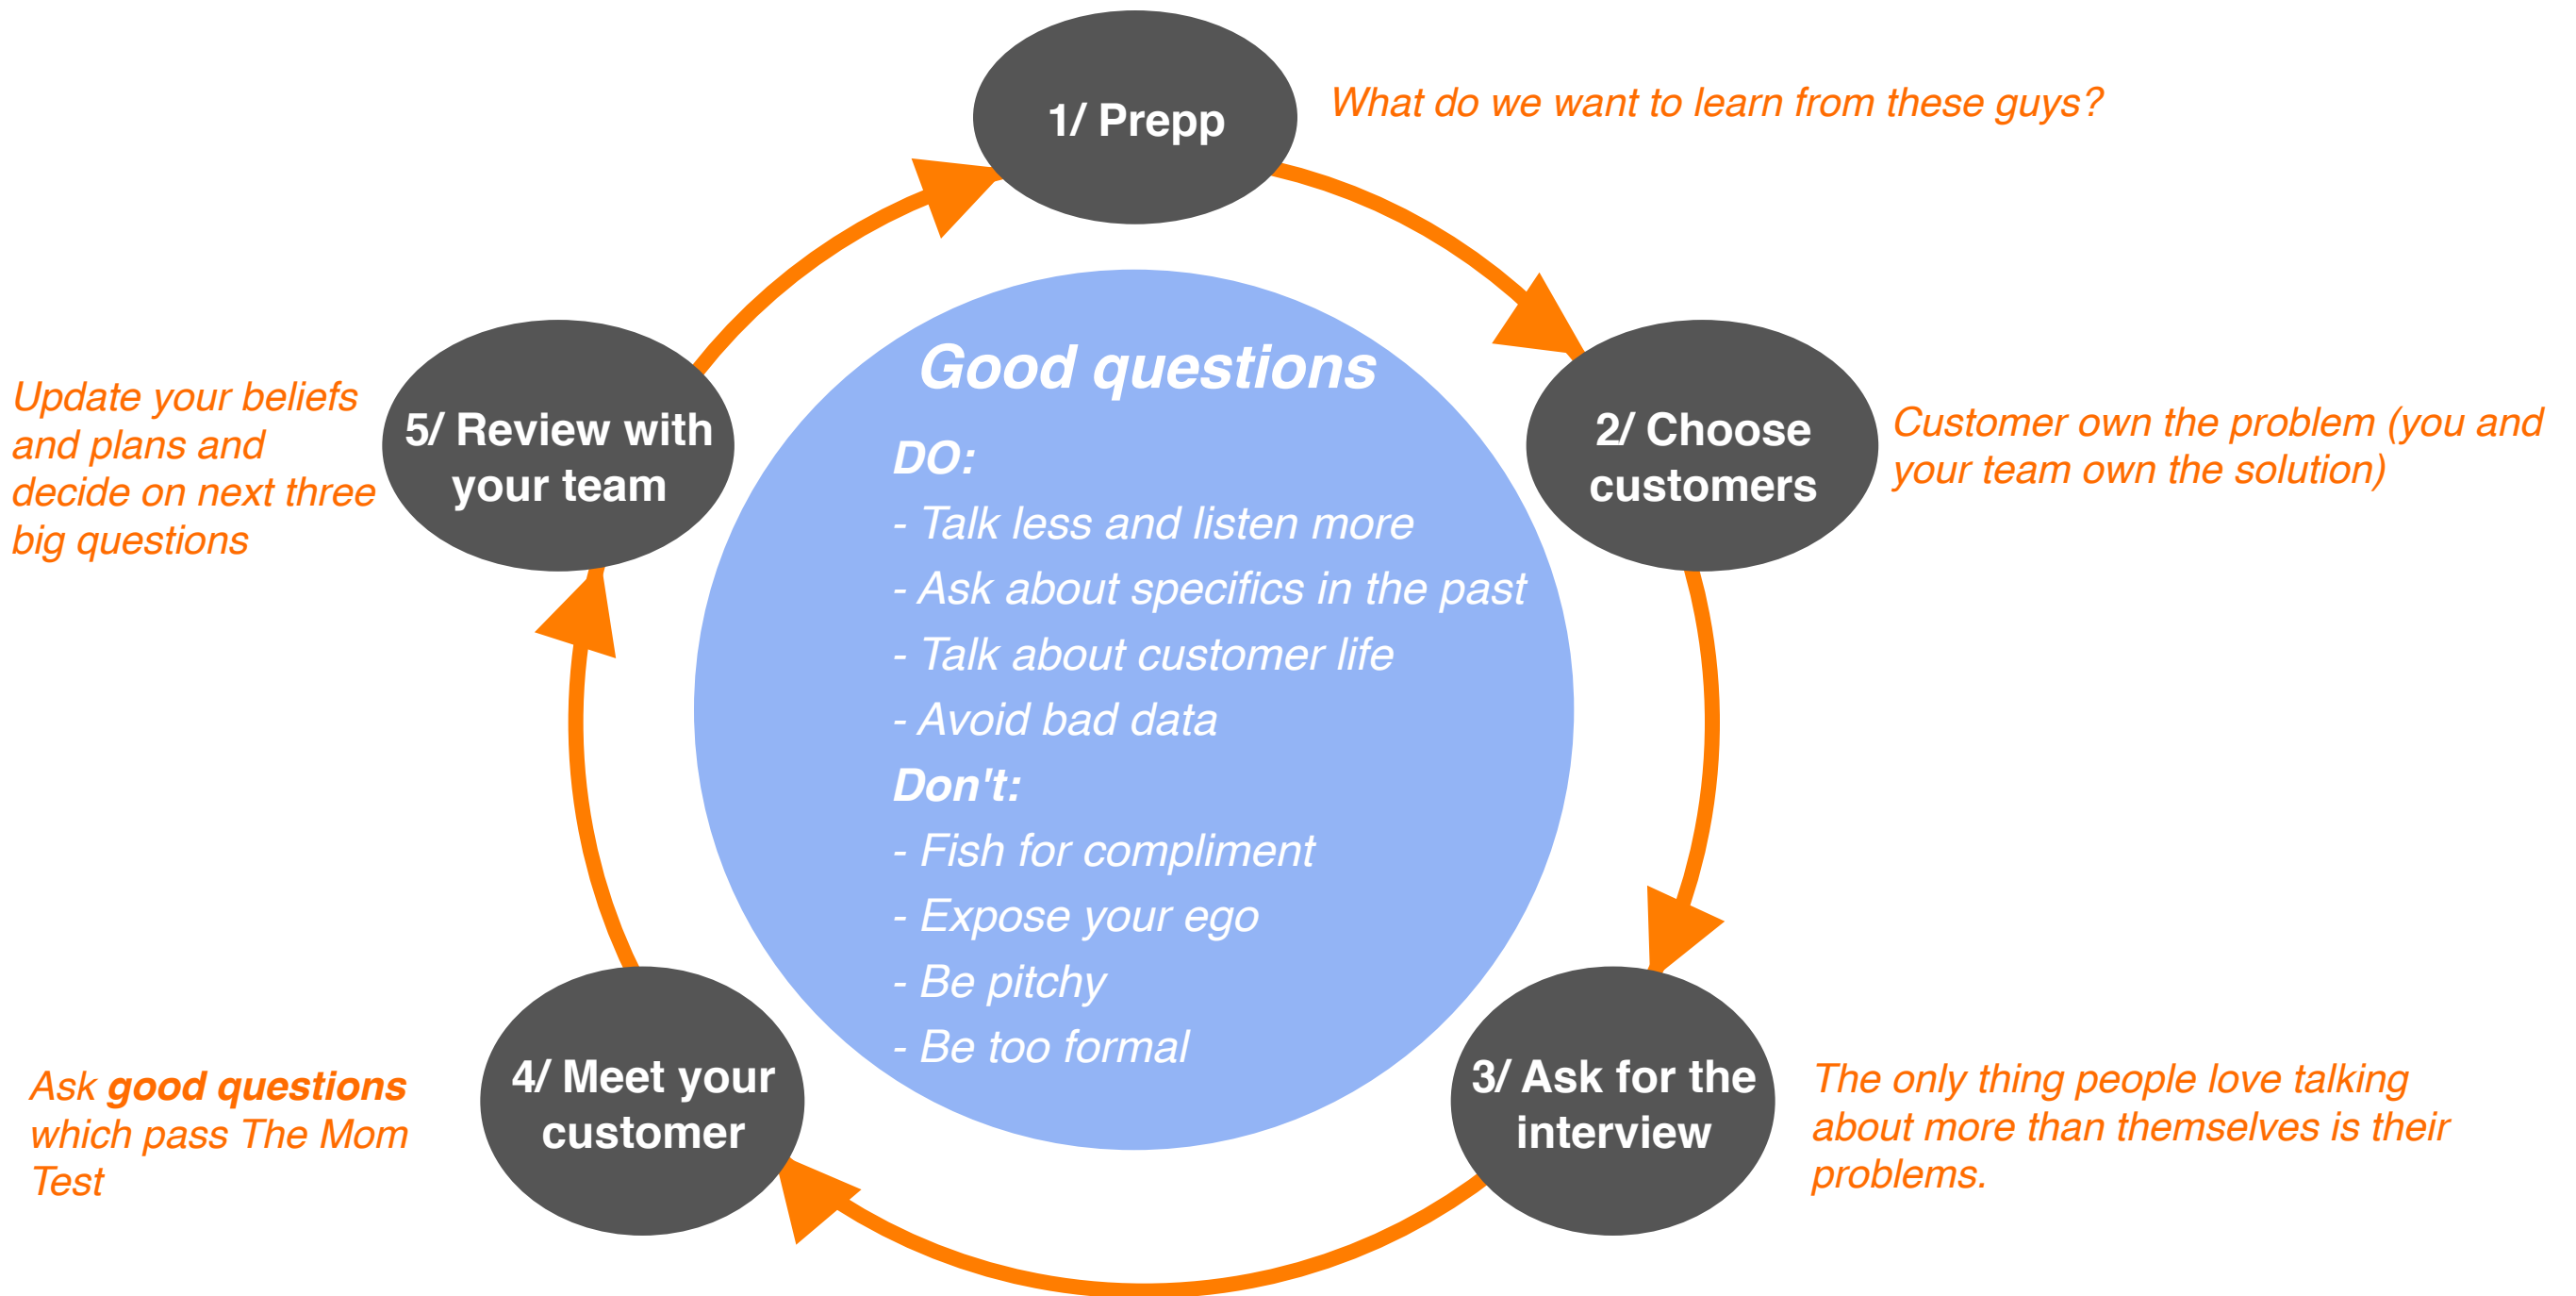 1/ Prepp
What do we want to learn from these guys?
2/ Choose
customers
Customer own the problem (you and
your team own the solution)
3/ Ask for the
interview
The only thing people love talking
about more than themselves is their
problems.
4/ Meet your
customer
Ask good questions
which pass The Mom
Test
5/ Review with
your team
Update your beliefs
and plans and
decide on next three
big questions
Good questions
DO:
- Talk less and listen more
- Ask about specifics in the past
- Talk about customer life
- Avoid bad data
Don't:
- Fish for compliment
- Expose your ego
- Be pitchy
- Be too formal